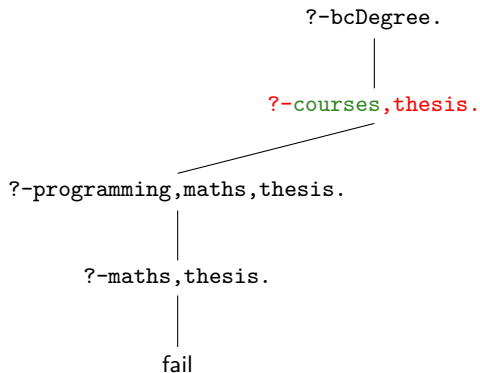 ?-bcDegree.
?-courses,thesis.
?-programming,maths,thesis.
?-maths,thesis.
fail